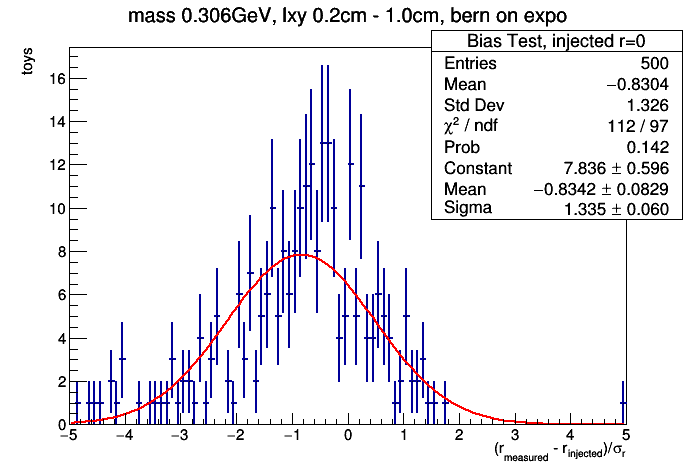 mass 0.306GeV, lxy 0.2cm - 1.0cm, bern on expo
Bias Test, injected r=0
Entries 500
Mean −0.8304
Std Dev 1.326
χ² / ndf 112 / 97
Prob 0.142
Constant 7.836 ± 0.596
Mean −0.8342 ± 0.0829
Sigma 1.335 ± 0.060
toys
16
14
12
10
8
6
4
2
0
−5 −4 −3 −2 −1 0 1 2 3 4 5
(r_measured - r_injected)/σ_r